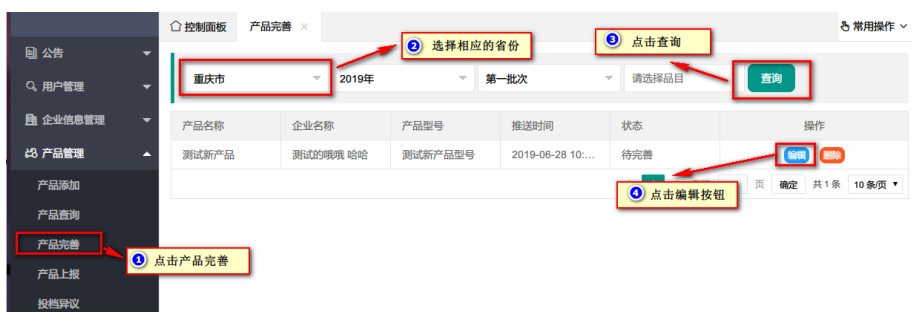 控制面板 产品完善 × 常用操作
公告
用户管理
企业信息管理
产品管理
产品添加
产品查询
产品完善
产品上报
投档异议
② 选择相应的省份
③ 点击查询
重庆市 2019年 第一批次 请选择品目 查询
产品名称 企业名称 产品型号 推送时间 状态 操作
测试新产品 测试的哦哦 哈哈 测试新产品型号 2019-06-28 10:... 待完善 编辑 删除
页 确定 共1条 10条/页
④ 点击编辑按钮
① 点击产品完善